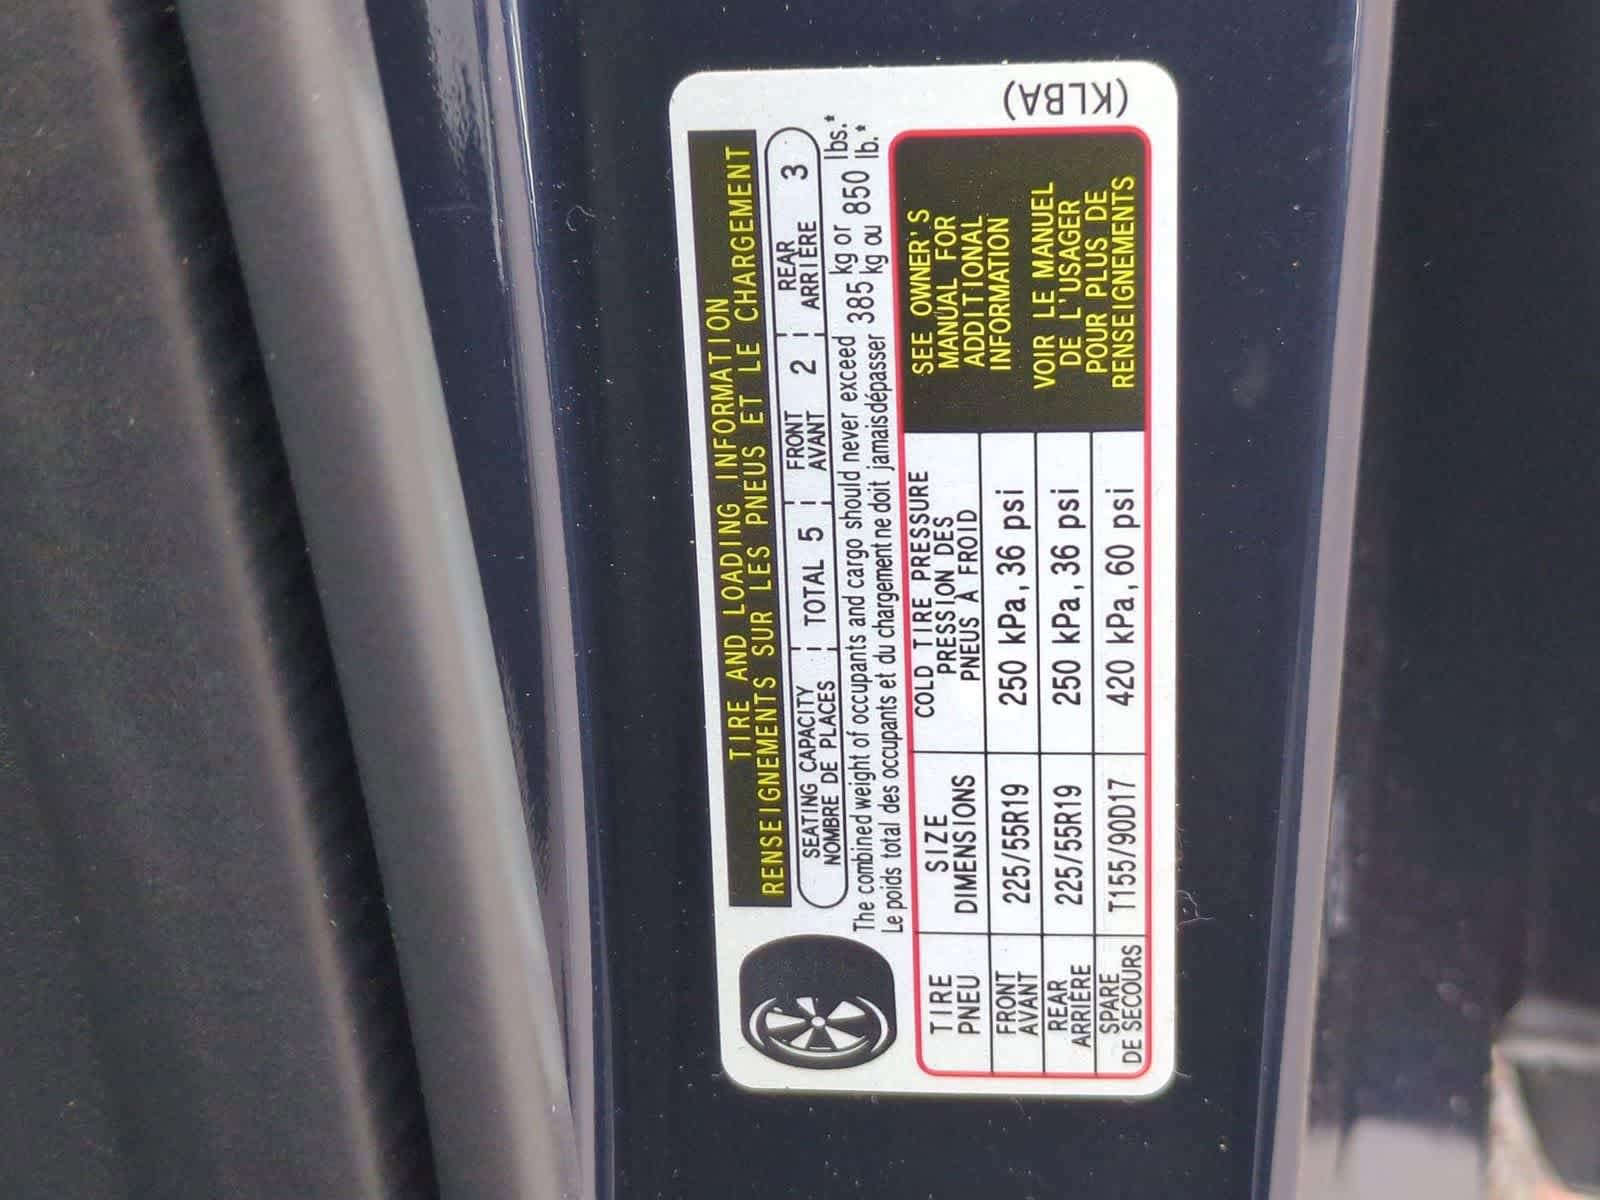 (KLBA)
TIRE AND LOADING INFORMATION
RENSEIGNEMENTS SUR LES PNEUS ET LE CHARGEMENT
SEATING CAPACITY
NOMBRE DE PLACES
TOTAL 5
FRONT
AVANT
2
REAR
ARRIÈRE
3
The combined weight of occupants and cargo should never exceed 385 kg or 850 lbs.*
Le poids total des occupants et du chargement ne doit jamais dépasser 385 kg ou 850 lb.*
TIRE
PNEU
SIZE
DIMENSIONS
COLD TIRE PRESSURE
PRESSION DES
PNEUS À FROID
FRONT
AVANT
225/55R19
250 kPa, 36 psi
REAR
ARRIÈRE
225/55R19
250 kPa, 36 psi
SPARE
DE SECOURS
T155/90D17
420 kPa, 60 psi
SEE OWNER'S
MANUAL FOR
ADDITIONAL
INFORMATION
VOIR LE MANUEL
DE L'USAGER
POUR PLUS DE
RENSEIGNEMENTS